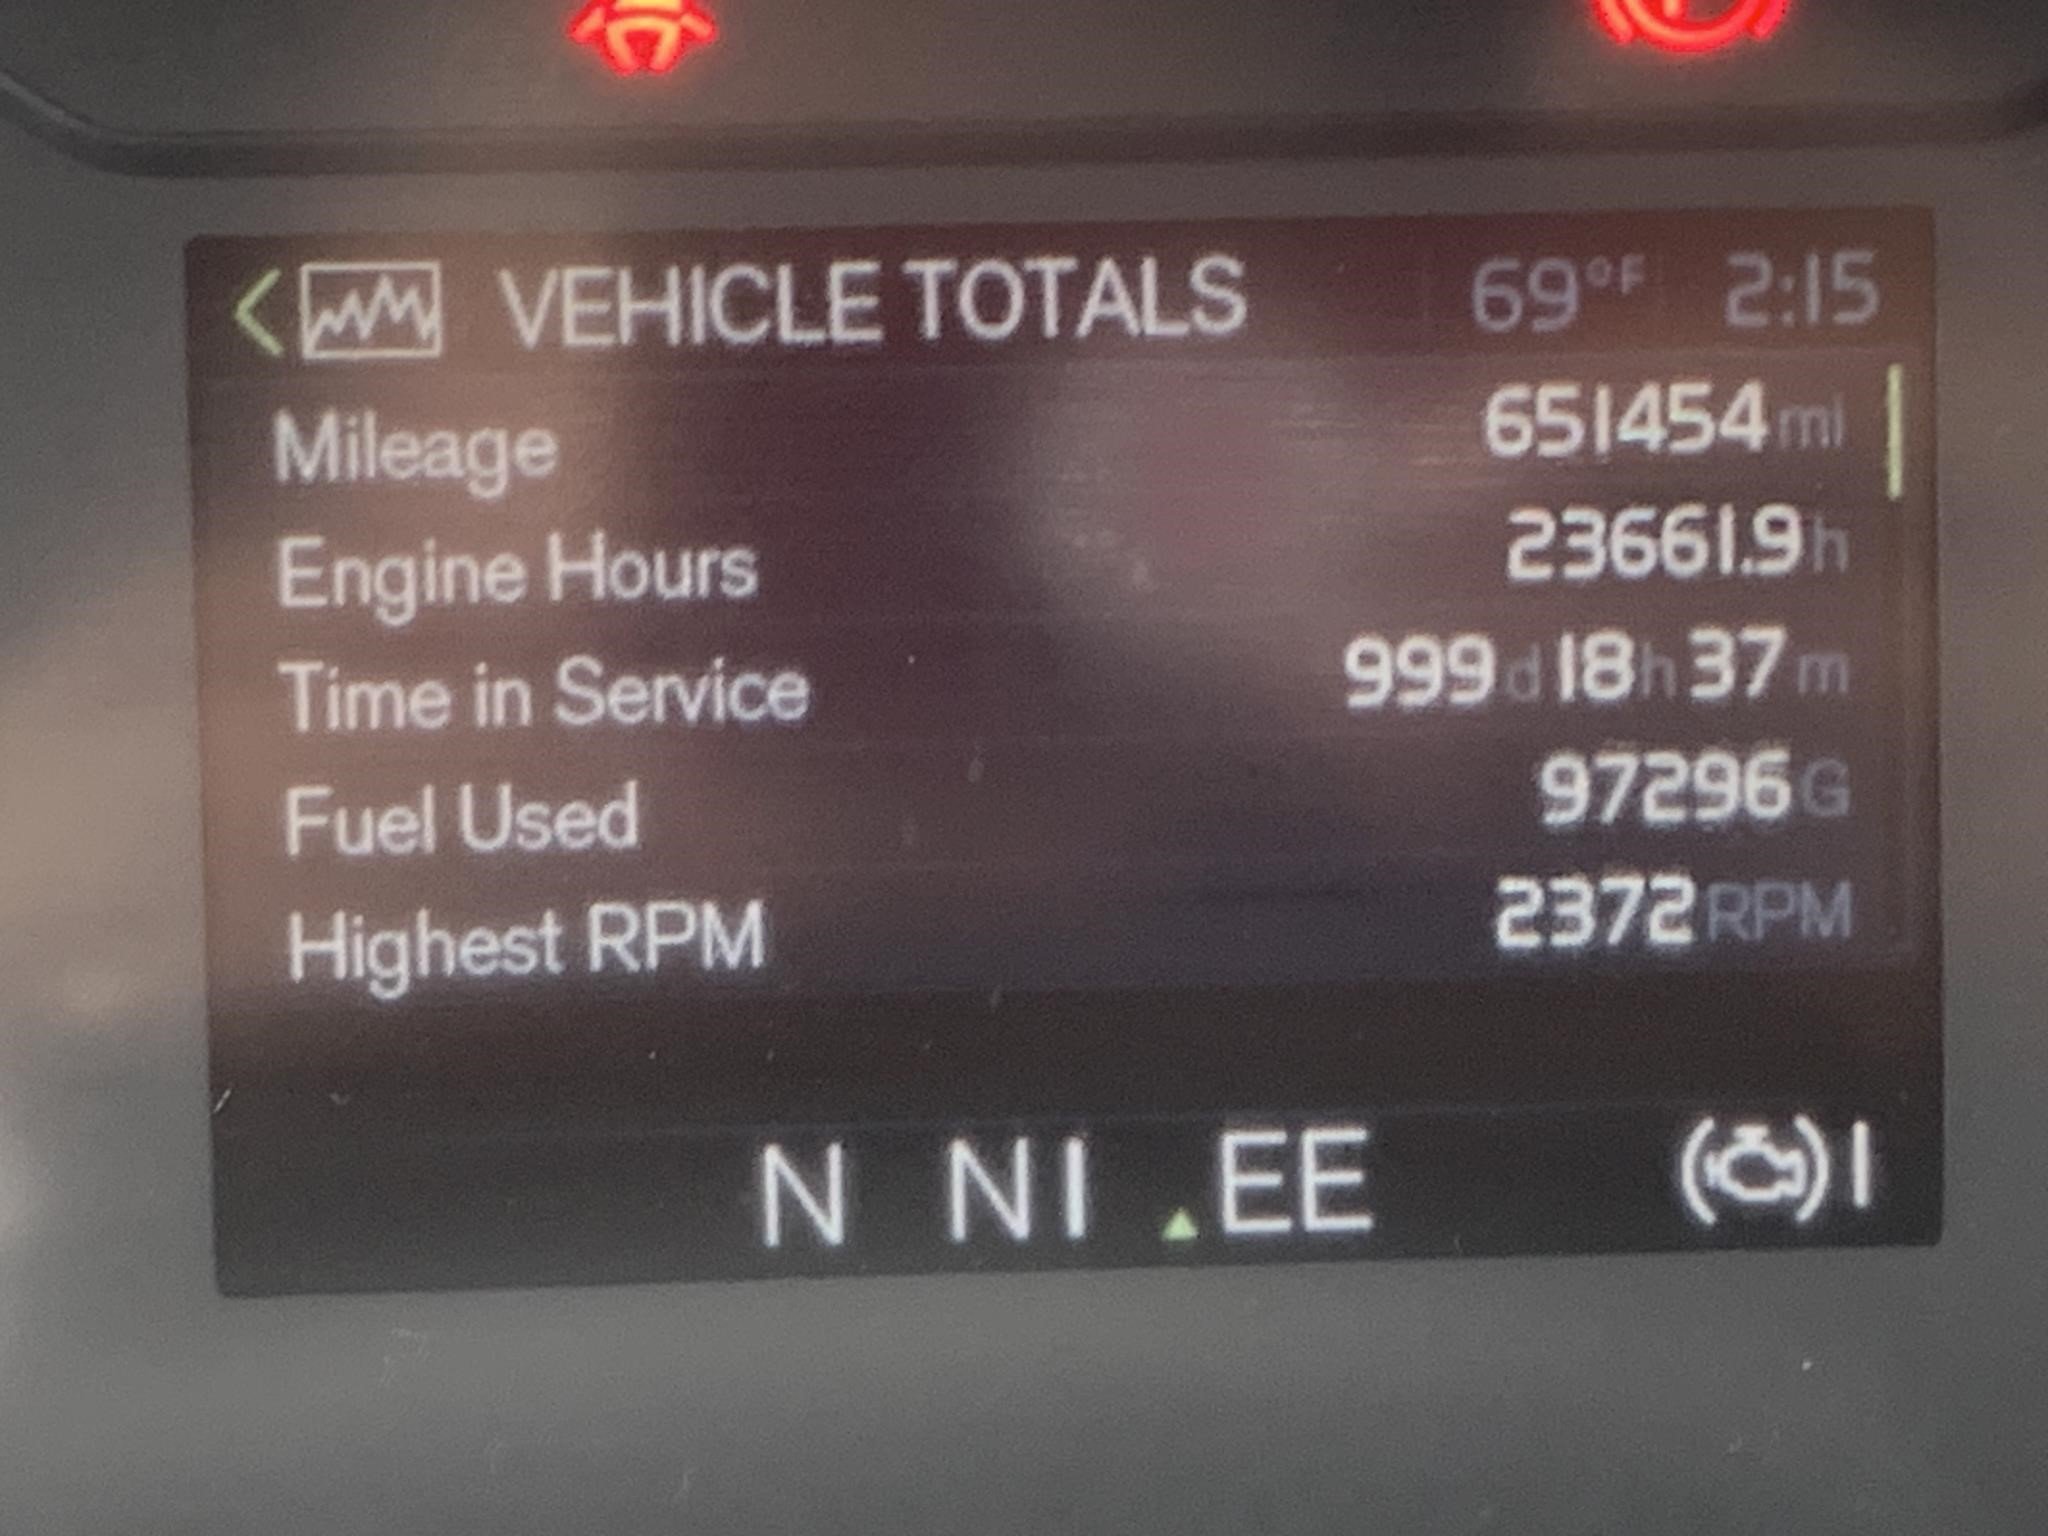 VEHICLE TOTALS 69°F 2:15
Mileage 651454 mi
Engine Hours 23661.9 h
Time in Service 999 d 18 h 37 m
Fuel Used 97296 G
Highest RPM 2372 RPM
N N1 EE 1